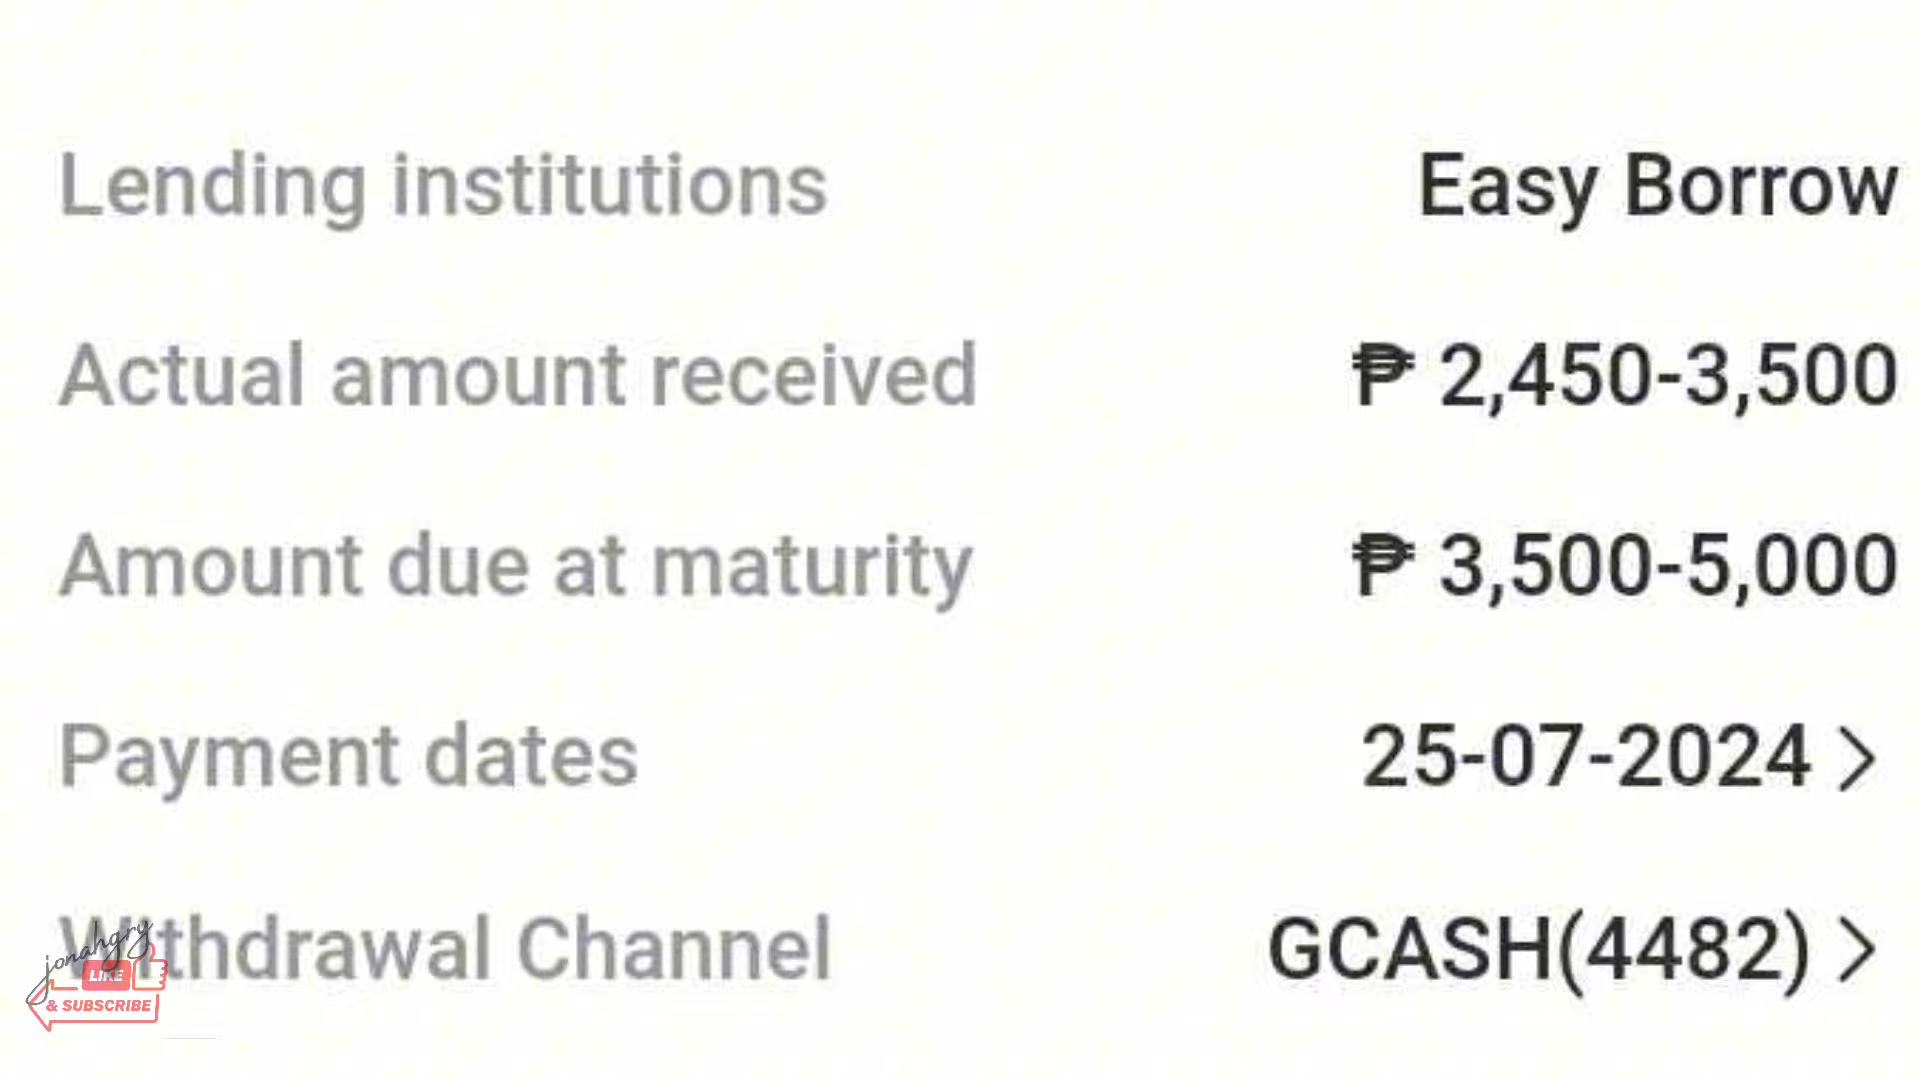 Lending institutions Easy Borrow
Actual amount received ₱ 2,450-3,500
Amount due at maturity ₱ 3,500-5,000
Payment dates 25-07-2024 >
Withdrawal Channel GCASH(4482) >
jonahgry
LIKE
& SUBSCRIBE